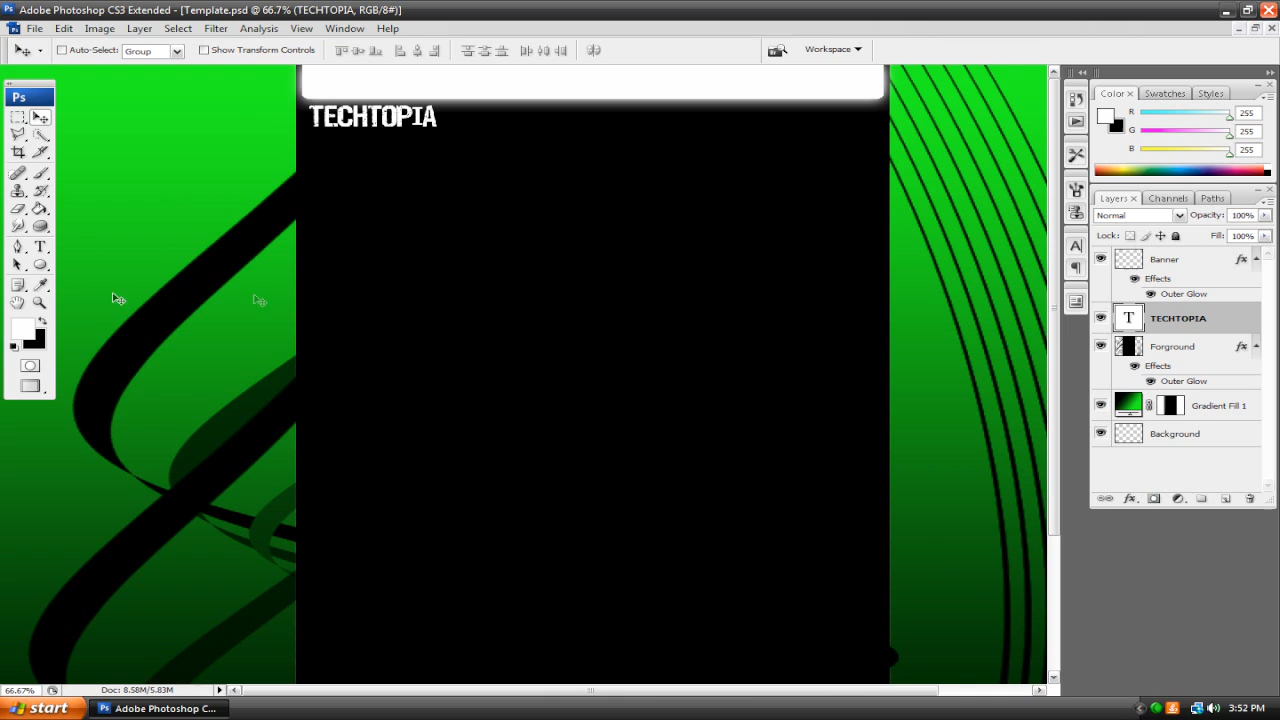 Adobe Photoshop CS3 Extended - [Template.psd @ 66.7% (TECHTOPIA, RGB/8#)]
File Edit Image Layer Select Filter Analysis View Window Help
Auto-Select: Group Show Transform Controls Workspace
Ps
TECHTOPIA
Color Swatches Styles
R 255
G 255
B 255
Layers Channels Paths
Normal Opacity: 100%
Lock: Fill: 100%
Banner fx
Effects
Outer Glow
T TECHTOPIA
Forground fx
Effects
Outer Glow
Gradient Fill 1
Background
66.67% Doc: 8.58M/5.83M
start Adobe Photoshop C... 3:52 PM